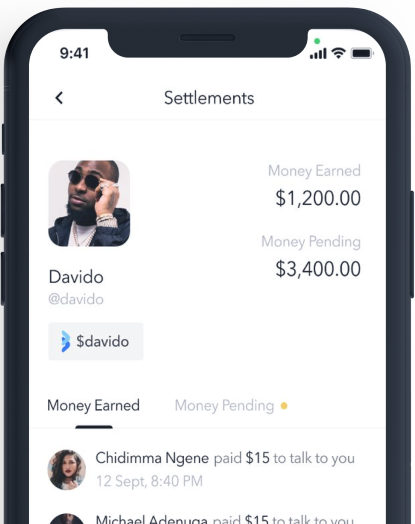 9:41
Settlements
Money Earned
$1,200.00
Money Pending
$3,400.00
Davido
@davido
$davido
Money Earned
Money Pending
Chidimma Ngene paid $15 to talk to you
12 Sept, 8:40 PM
Michael Adenuga paid $15 to talk to you